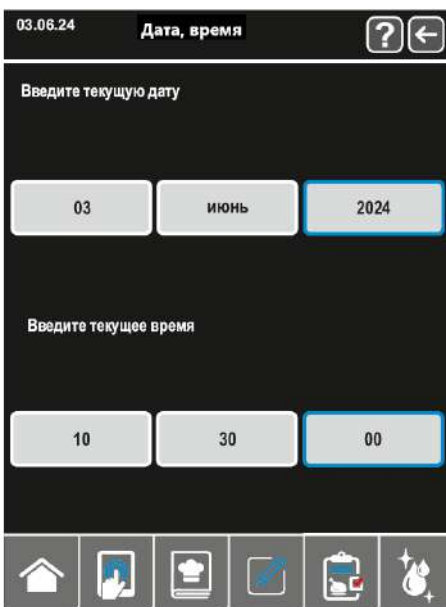 03.06.24 Дата, время ?
Введите текущую дату
03 июнь 2024
Введите текущее время
10 30 00